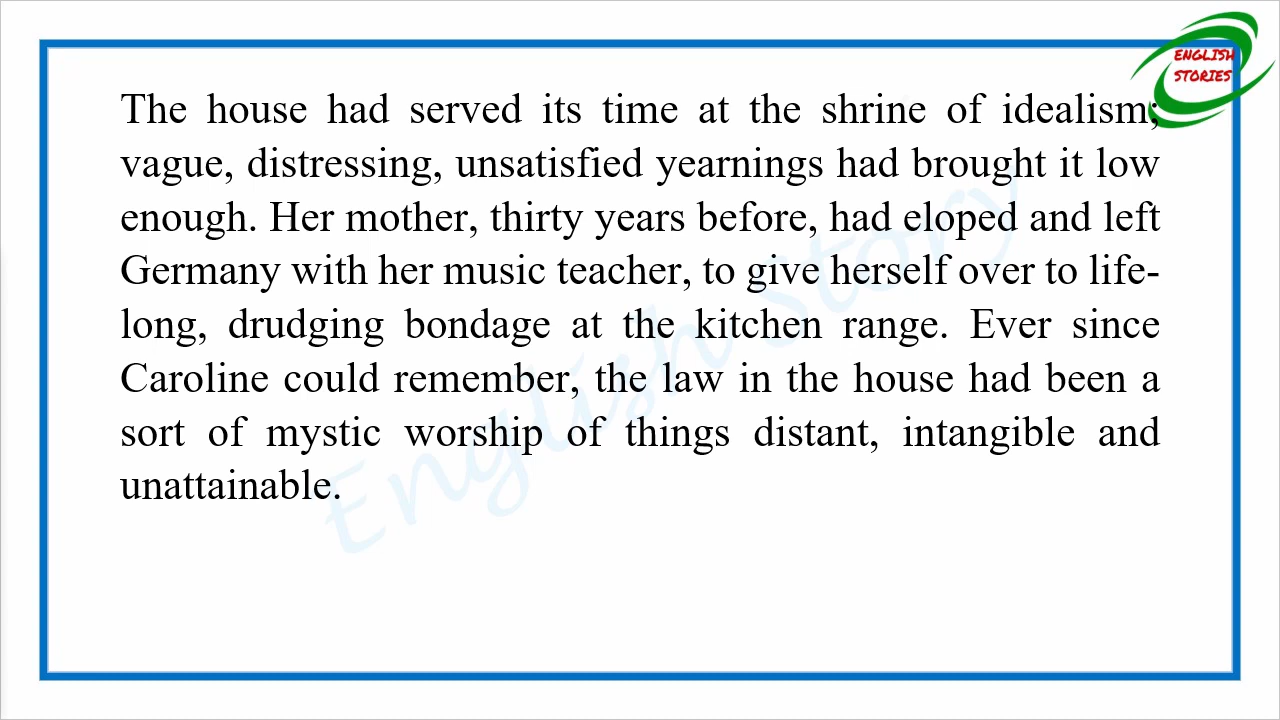 ENGLISH
STORIES
The house had served its time at the shrine of idealism;
vague, distressing, unsatisfied yearnings had brought it low
enough. Her mother, thirty years before, had eloped and left
Germany with her music teacher, to give herself over to life-
long, drudging bondage at the kitchen range. Ever since
Caroline could remember, the law in the house had been a
sort of mystic worship of things distant, intangible and
unattainable.
English Story